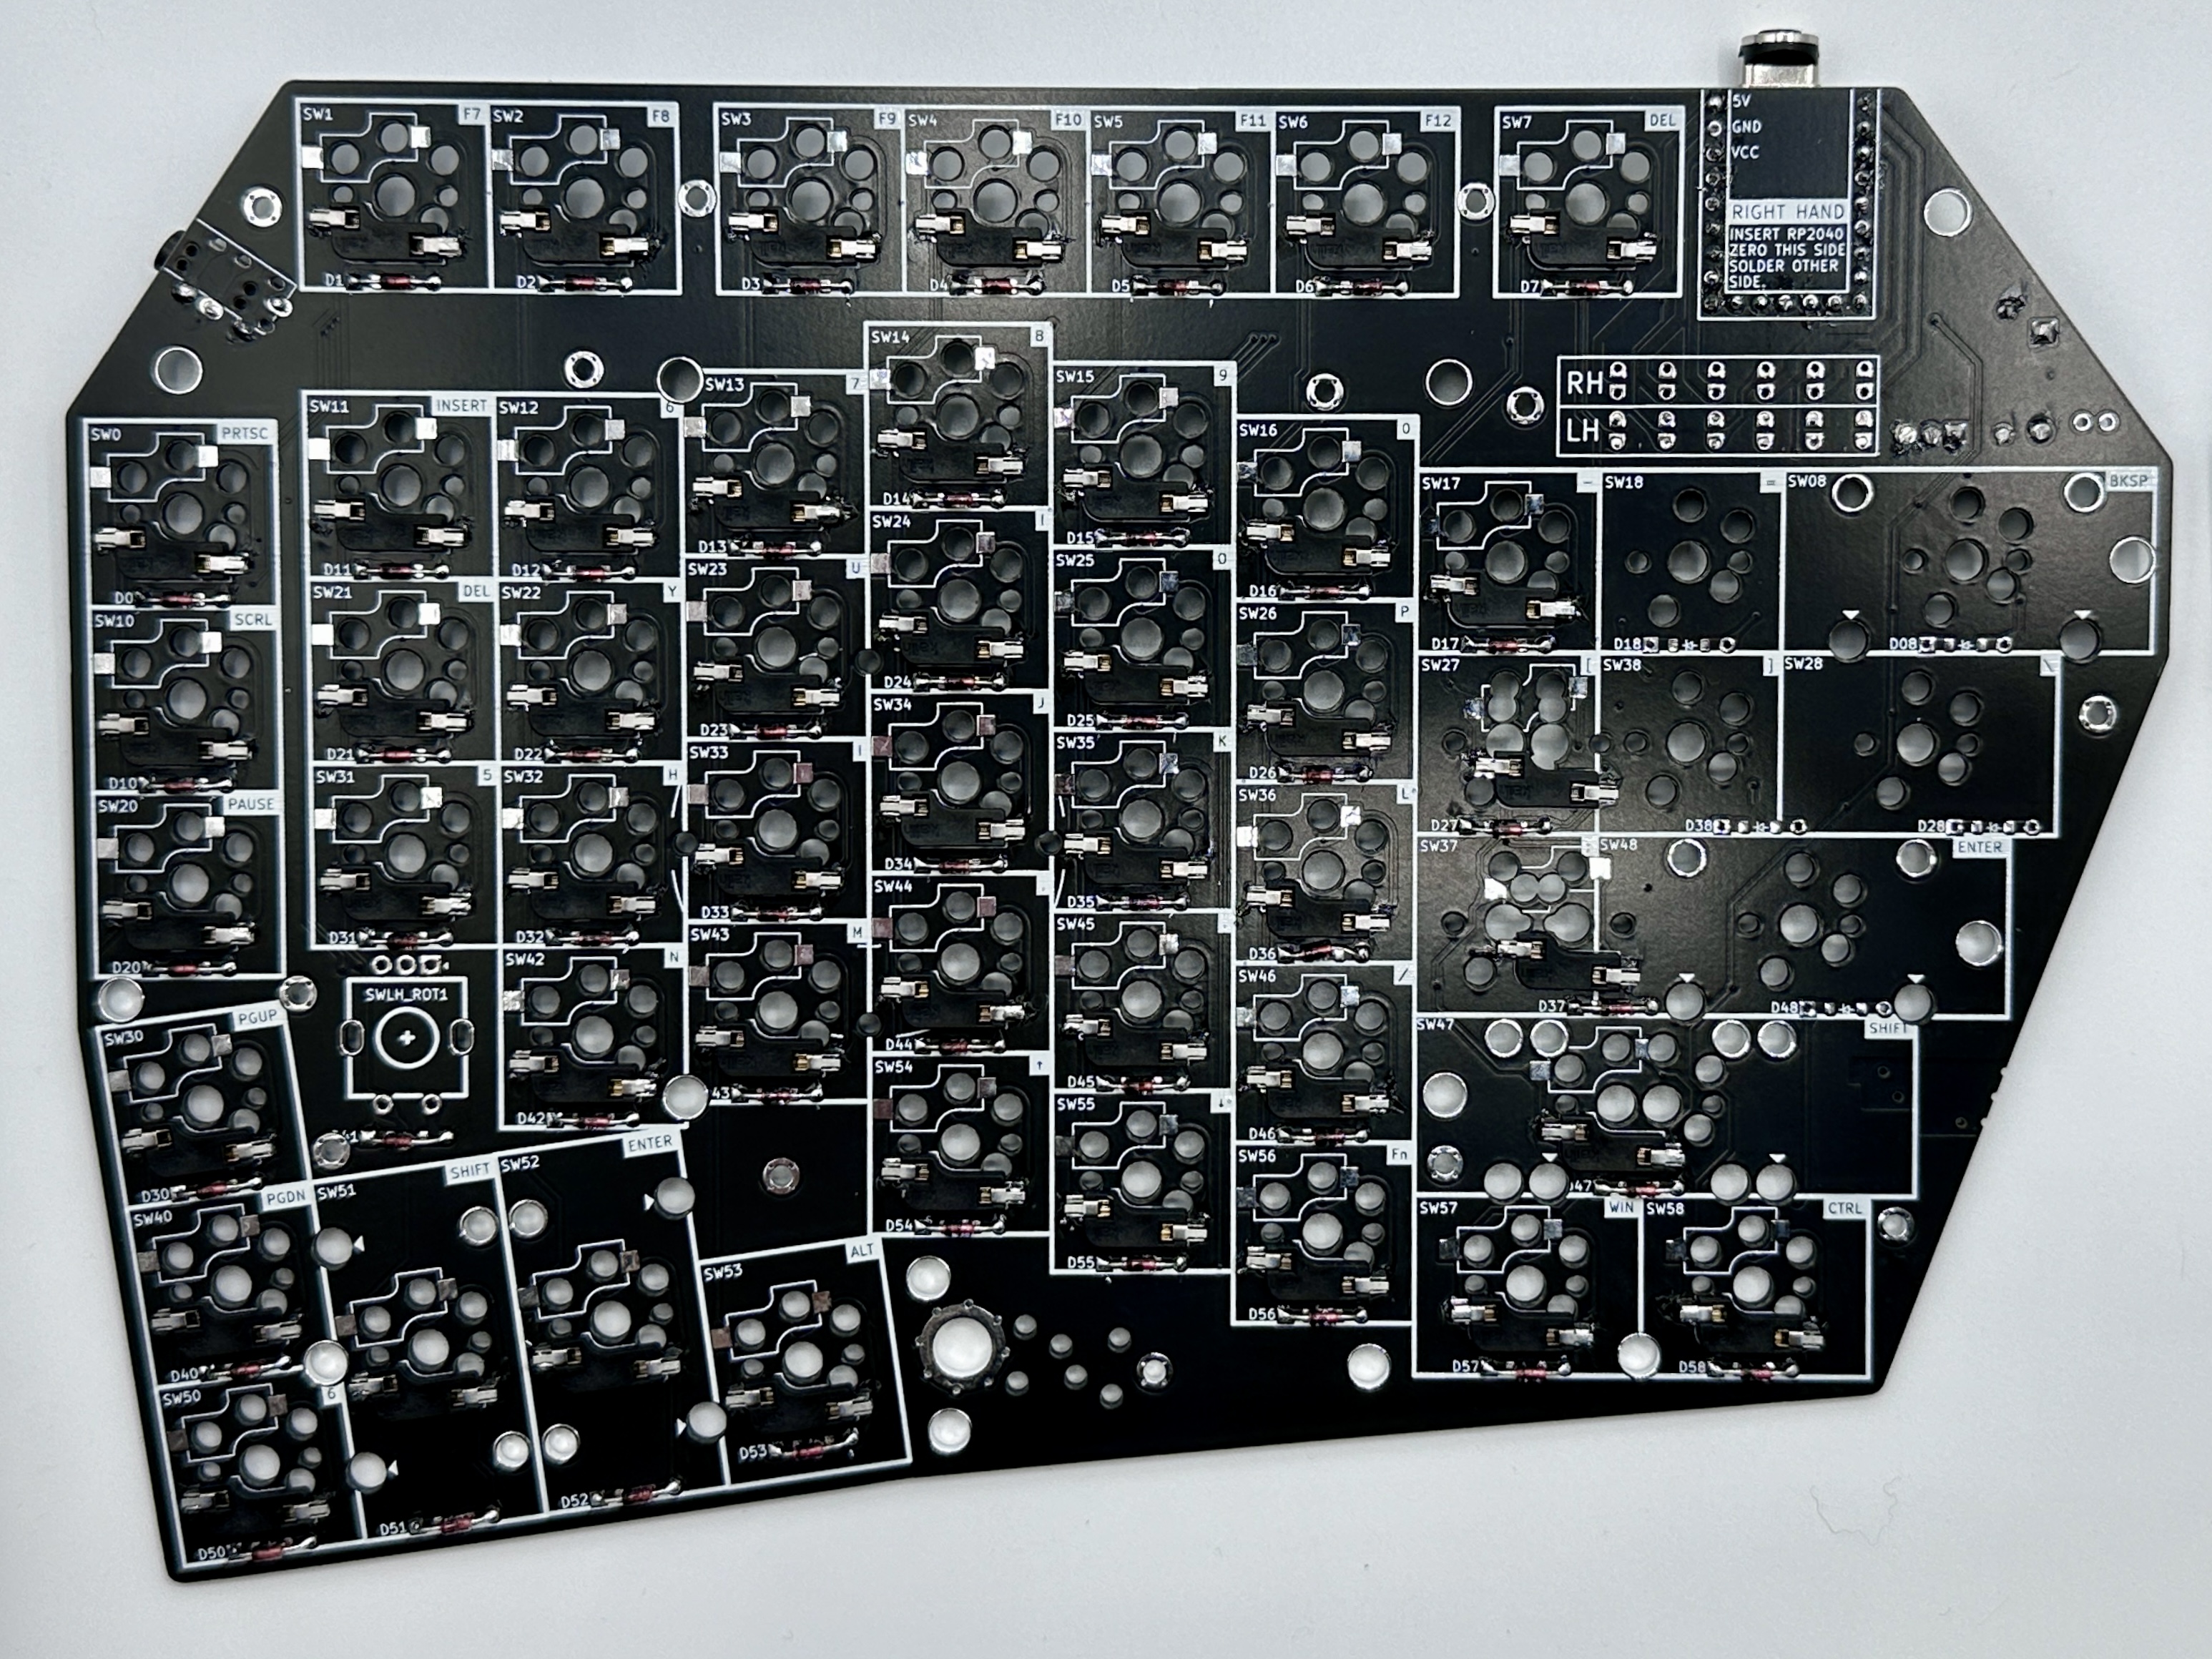 SW1 F7 SW2 F8 SW3 F9 SW4 F10 SW5 F11 SW6 F12 SW7 DEL
5V
GND
VCC
RIGHT HAND
INSERT RP2040
ZERO THIS SIDE
SOLDER OTHER
SIDE.
D1 D2 D3 D4 D5 D6 D7
SW14 8
RH
LH
SW13 7 SW15 9
SW0 PRTSC SW11 INSERT SW12 6 SW16 0
SW17 - SW18 = SW08 BKSP
D14
SW24 I
D13 D15
D11 D12
SW23 U SW25 O
D0 D16
SW10 SCRL SW21 DEL SW22 Y SW26 P
D17 D18 D08
SW27 [ SW38 ] SW28 \
D24
SW34 J
D23 D25
D21 D22
SW33 SW35 K
D10 D26
SW20 PAUSE SW31 5 SW32 H SW36 L
D27 D38 D28
SW37 SW48 ENTER
D34
SW44
D33 D35
D31 D32
SW43 M SW45
D20 D36
SW42 N SW46 /
SWLH_ROT1
D37 D48
SW30 PGUP SW47 SHIFT
D44
SW54 ↑
D45
SW55 ↓
D42 D46
SW56 Fn
D30 D47
SW40 PGDN SW51 SHIFT SW52 ENTER
SW57 WIN SW58 CTRL
D54
SW53 ALT
D55
D56
D40 D57 D58
SW50 6
D53
D52
D51
D50